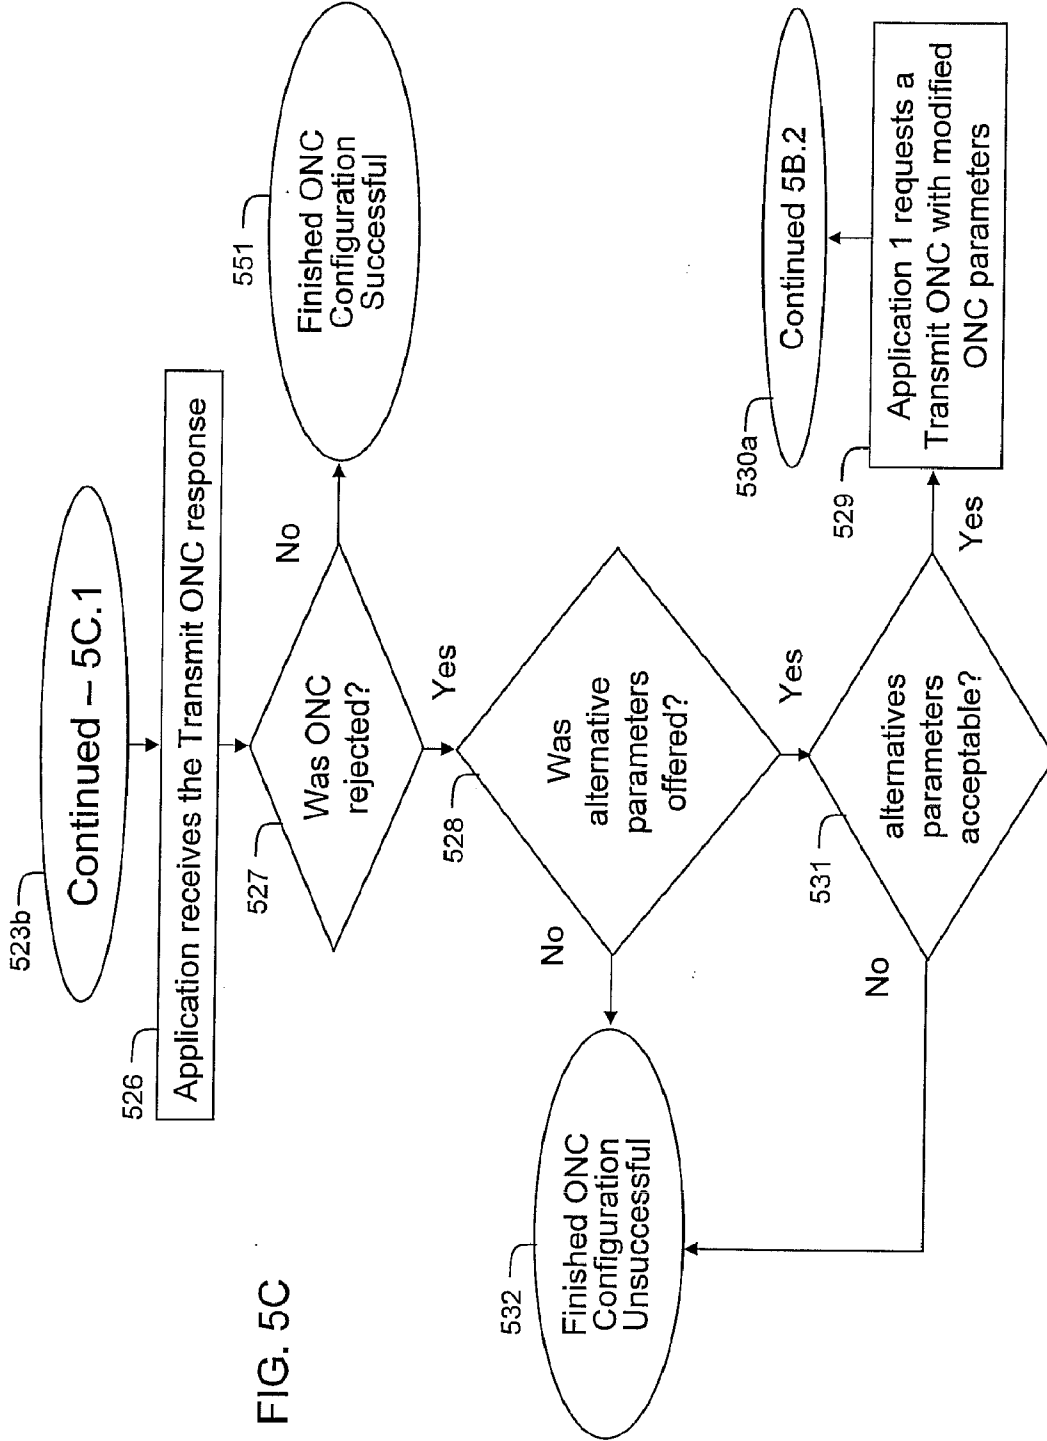 523b
Continued – 5C.1
526
Application receives the Transmit ONC response
527
Was ONC
rejected?
No
551
Finished ONC
Configuration
Successful
Yes
528
Was
alternative
parameters
offered?
No
532
Finished ONC
Configuration
Unsuccessful
Yes
531
alternatives
parameters
acceptable?
No
Yes
529
Application 1 requests a
Transmit ONC with modified
ONC parameters
530a
Continued 5B.2
FIG. 5C